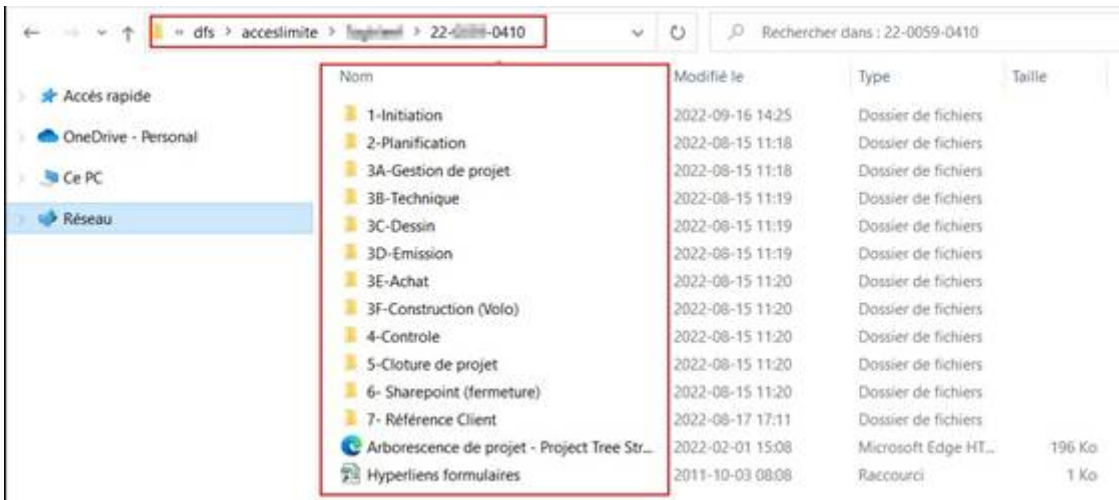 dfs > acceslimite > > 22- -0410
Rechercher dans : 22-0059-0410
Accès rapide
OneDrive - Personal
Ce PC
Réseau
Nom Modifié le Type Taille
1-Initiation 2022-09-16 14:25 Dossier de fichiers
2-Planification 2022-08-15 11:18 Dossier de fichiers
3A-Gestion de projet 2022-08-15 11:18 Dossier de fichiers
3B-Technique 2022-08-15 11:19 Dossier de fichiers
3C-Dessin 2022-08-15 11:19 Dossier de fichiers
3D-Emission 2022-08-15 11:19 Dossier de fichiers
3E-Achat 2022-08-15 11:20 Dossier de fichiers
3F-Construction (Volo) 2022-08-15 11:20 Dossier de fichiers
4-Controle 2022-08-15 11:20 Dossier de fichiers
5-Cloture de projet 2022-08-15 11:20 Dossier de fichiers
6- Sharepoint (fermeture) 2022-08-15 11:20 Dossier de fichiers
7- Référence Client 2022-08-17 17:11 Dossier de fichiers
Arborescence de projet - Project Tree Str... 2022-02-01 15:08 Microsoft Edge HT... 196 Ko
Hyperliens formulaires 2011-10-03 08:08 Raccourci 1 Ko